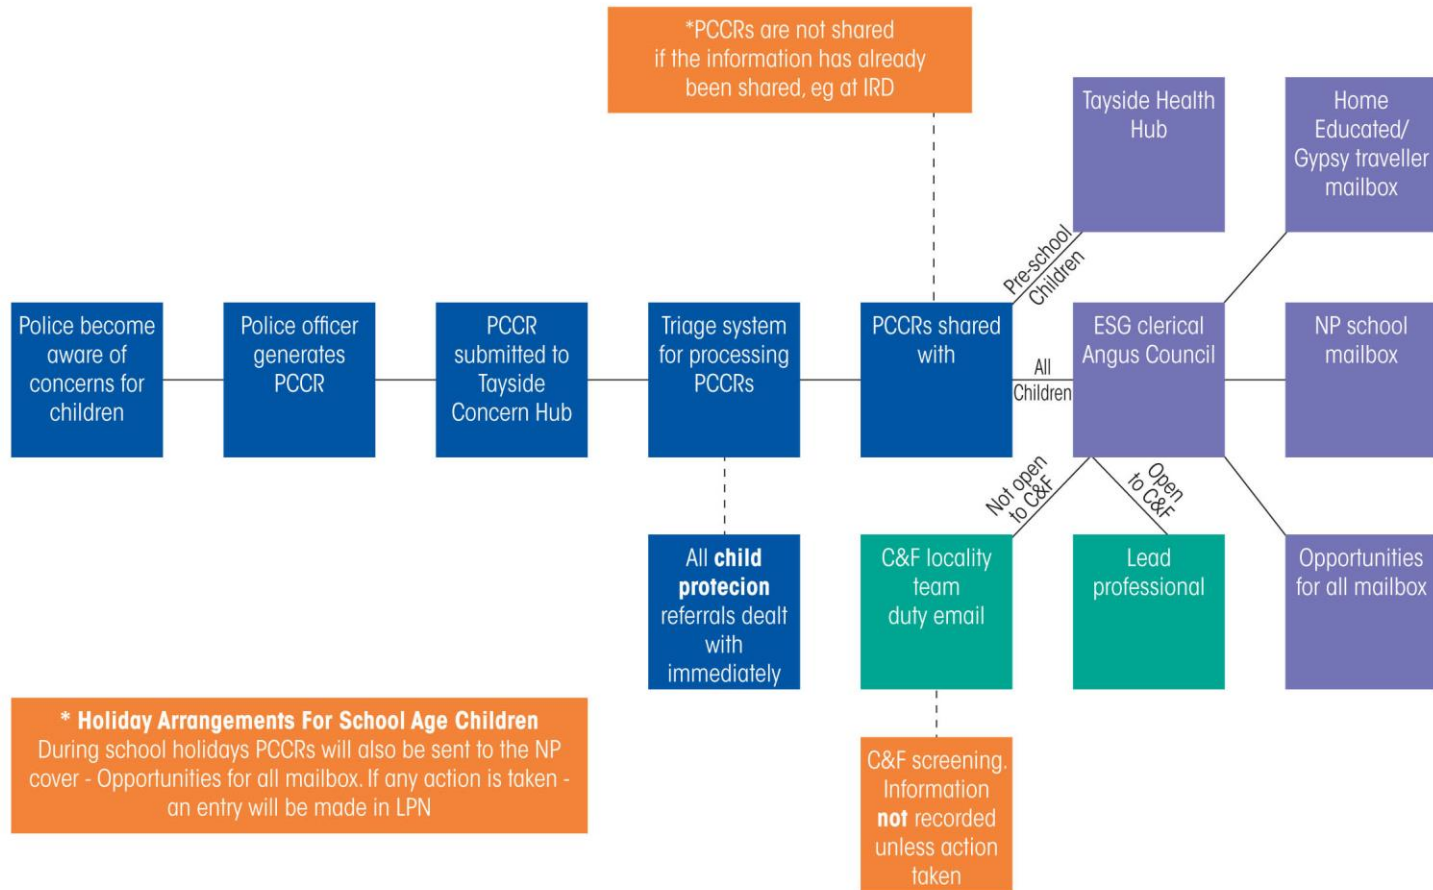 *PCCRs are not shared
if the information has already
been shared, eg at IRD
Tayside Health
Hub
Home
Educated/
Gypsy traveller
mailbox
Pre-school
Children
Police become
aware of
concerns for
children
Police officer
generates
PCCR
PCCR
submitted to
Tayside
Concern Hub
Triage system
for processing
PCCRs
PCCRs shared
with
All
Children
ESG clerical
Angus Council
NP school
mailbox
Not open
to C&F
Open
to C&F
All child
protecion
referrals dealt
with
immediately
C&F locality
team
duty email
Lead
professional
Opportunities
for all mailbox
* Holiday Arrangements For School Age Children
During school holidays PCCRs will also be sent to the NP
cover - Opportunities for all mailbox. If any action is taken -
an entry will be made in LPN
C&F screening.
Information
not recorded
unless action
taken